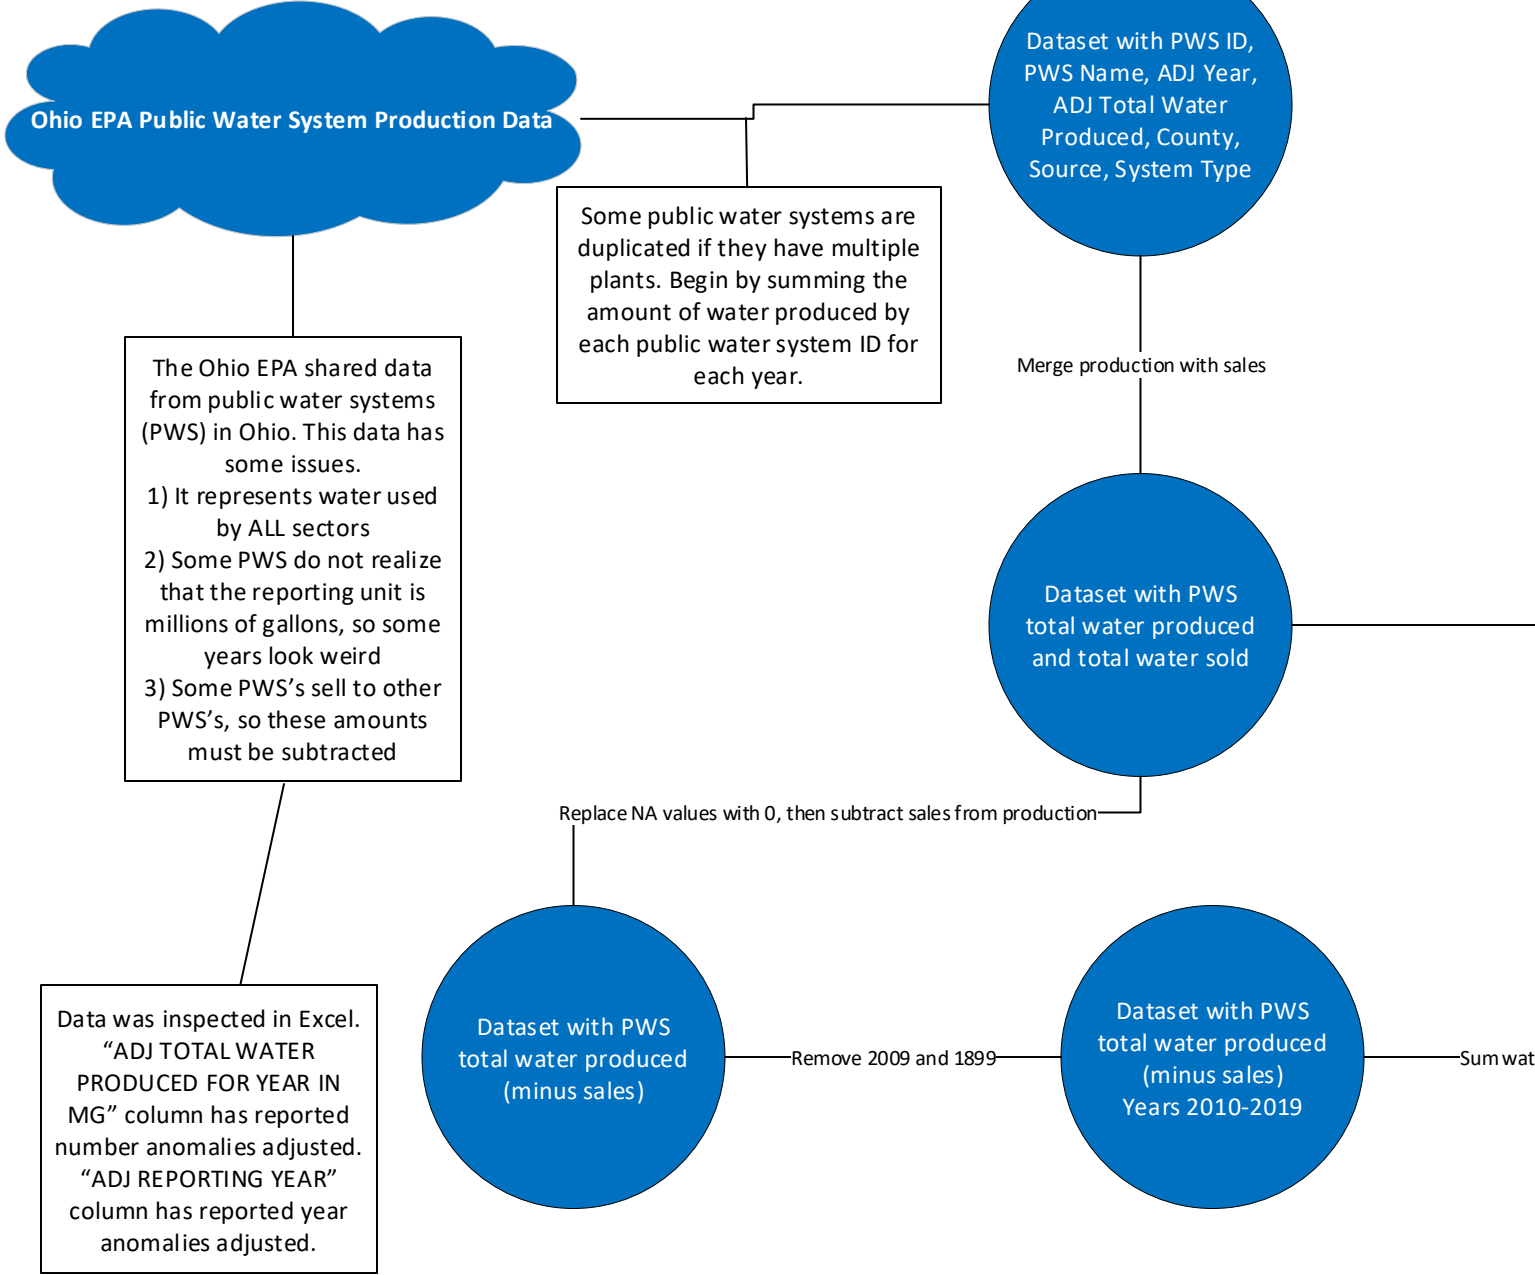 Ohio EPA Public Water System Production Data
Dataset with PWS ID,
PWS Name, ADJ Year,
ADJ Total Water
Produced, County,
Source, System Type
Some public water systems are
duplicated if they have multiple
plants. Begin by summing the
amount of water produced by
each public water system ID for
each year.
The Ohio EPA shared data
from public water systems
(PWS) in Ohio. This data has
some issues.
1) It represents water used
by ALL sectors
2) Some PWS do not realize
that the reporting unit is
millions of gallons, so some
years look weird
3) Some PWS’s sell to other
PWS’s, so these amounts
must be subtracted
Merge production with sales
Dataset with PWS
total water produced
and total water sold
Replace NA values with 0, then subtract sales from production
Data was inspected in Excel.
“ADJ TOTAL WATER
PRODUCED FOR YEAR IN
MG” column has reported
number anomalies adjusted.
“ADJ REPORTING YEAR”
column has reported year
anomalies adjusted.
Dataset with PWS
total water produced
(minus sales)
Remove 2009 and 1899
Dataset with PWS
total water produced
(minus sales)
Years 2010-2019
Sum wat